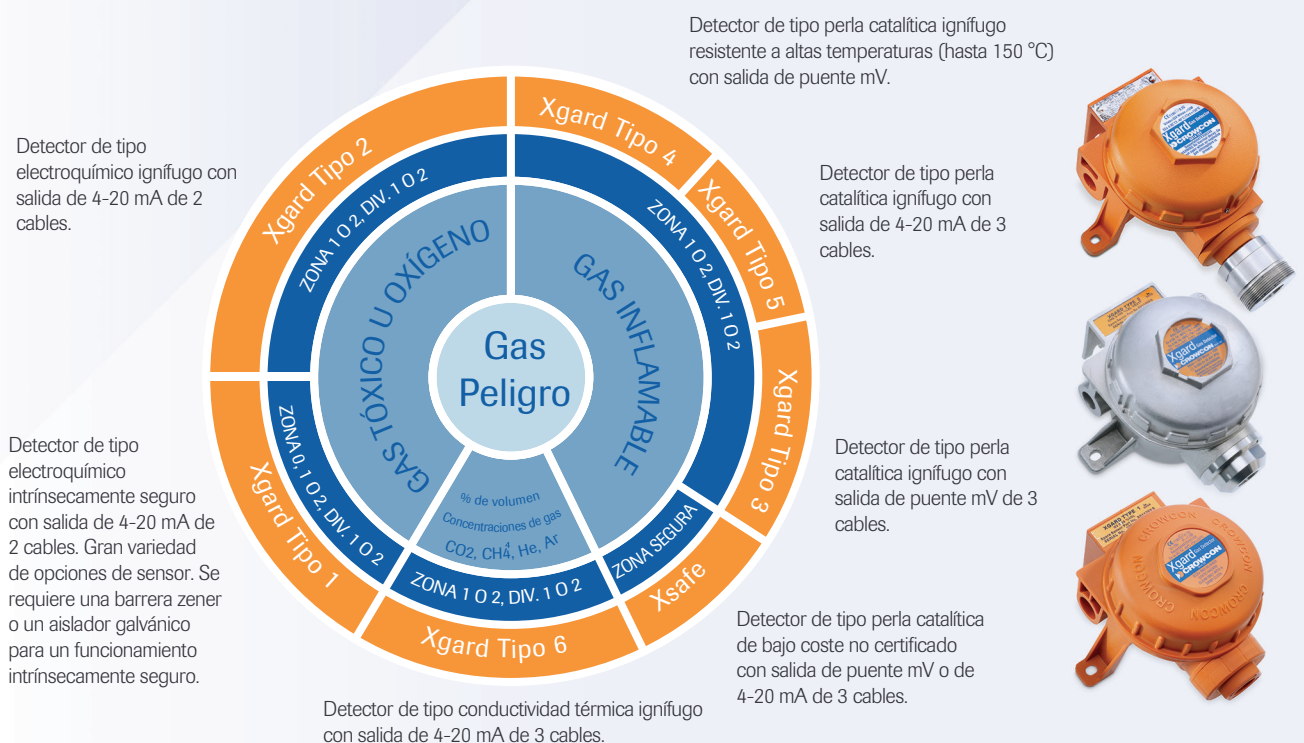 Detector de tipo perla catalítica ignífugo
resistente a altas temperaturas (hasta 150 °C)
con salida de puente mV.
Detector de tipo
electroquímico ignífugo con
salida de 4-20 mA de 2
cables.
Detector de tipo perla
catalítica ignífugo con
salida de 4-20 mA de 3
cables.
Xgard Tipo 2
Xgard Tipo 4
Xgard Tipo 5
Xgard Tipo 3
Xsafe
Xgard Tipo 6
Xgard Tipo 1
ZONA 1 O 2, DIV. 1 O 2
ZONA 1 O 2, DIV. 1 O 2
ZONA SEGURA
ZONA 1 O 2, DIV. 1 O 2
ZONA 0, 1 O 2, DIV. 1 O 2
GAS TÓXICO U OXÍGENO
GAS INFLAMABLE
Gas
Peligro
% de volumen
Concentraciones de gas
CO2, CH4, He, Ar
4
Detector de tipo
electroquímico
intrínsecamente seguro
con salida de 4-20 mA de
2 cables. Gran variedad
de opciones de sensor. Se
requiere una barrera zener
o un aislador galvánico
para un funcionamiento
intrínsecamente seguro.
Detector de tipo perla
catalítica ignífugo con
salida de puente mV de 3
cables.
Detector de tipo perla catalítica
de bajo coste no certificado
con salida de puente mV o de
4-20 mA de 3 cables.
Detector de tipo conductividad térmica ignífugo
con salida de 4-20 mA de 3 cables.
Xgard Gas Detector
CROWCON
Xgard Gas Detector
CROWCON
XGARD TYPE 1
Xgard Gas Detector
CROWCON
CROWCON CROWCON CROWCON